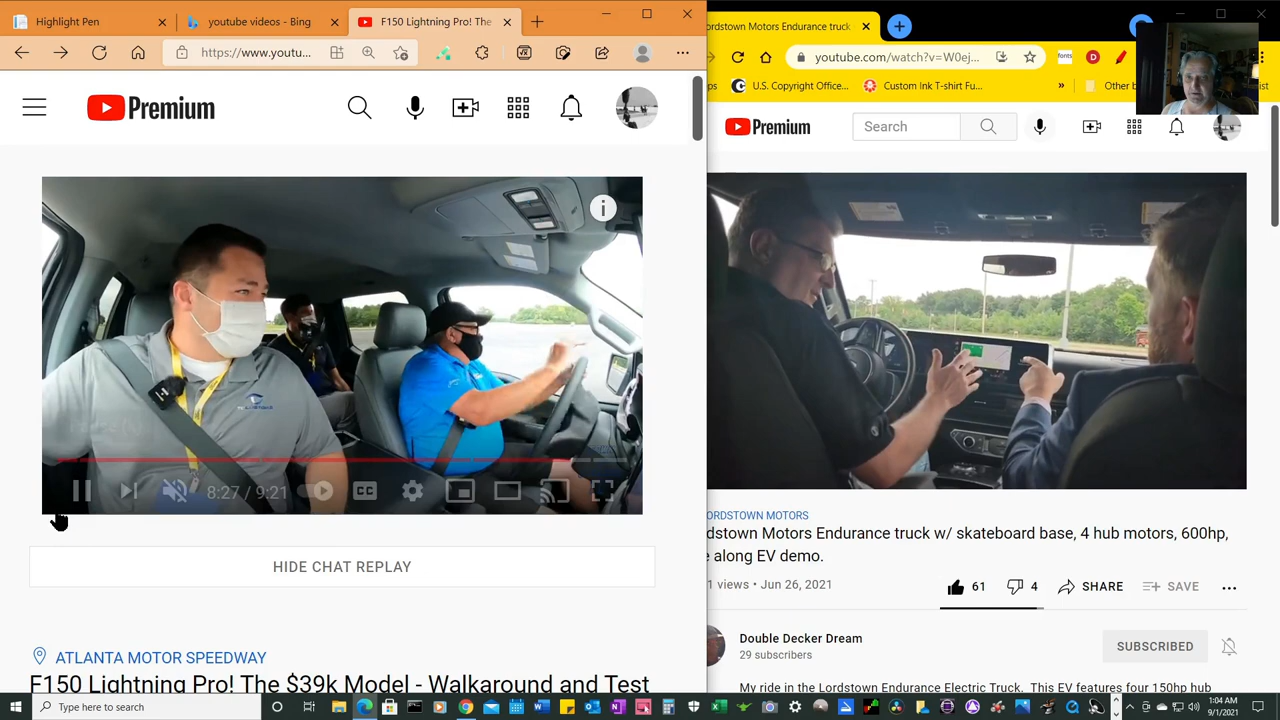 Highlight Pen
youtube videos - Bing
F150 Lightning Pro! The
https://www.youtu...
Premium
8:27 / 9:21
CC
HIDE CHAT REPLAY
ATLANTA MOTOR SPEEDWAY
F150 Lightning Pro! The $39k Model - Walkaround and Test
ordstown Motors Endurance truck
youtube.com/watch?v=W0ej...
fonts
ps
U.S. Copyright Office...
Custom Ink T-shirt Fu...
»
Other b
Premium
Search
ORDSTOWN MOTORS
dstown Motors Endurance truck w/ skateboard base, 4 hub motors, 600hp,
e along EV demo.
1 views • Jun 26, 2021
61
4
SHARE
SAVE
Double Decker Dream
29 subscribers
SUBSCRIBED
My ride in the Lordstown Endurance Electric Truck. This EV features four 150hp hub
Type here to search
1:04 AM
9/1/2021